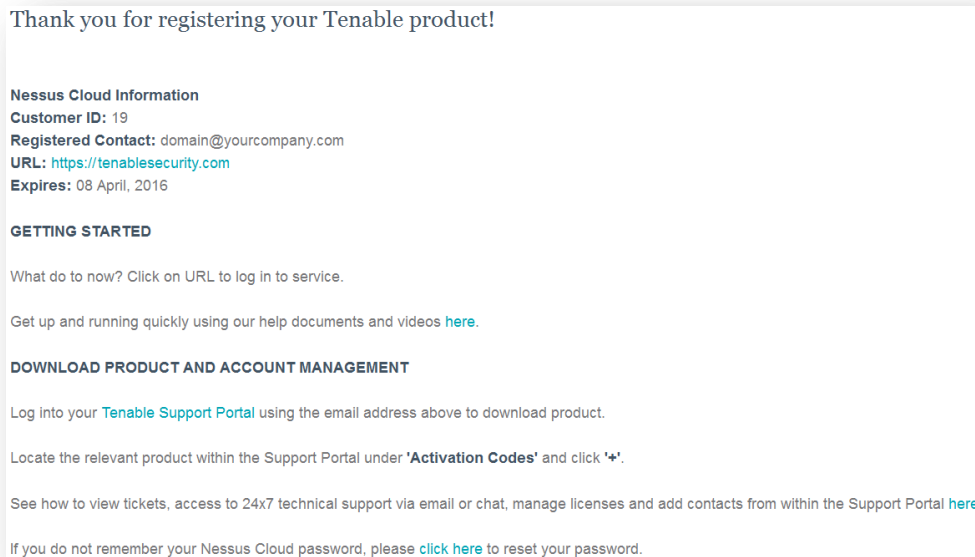 Thank you for registering your Tenable product!
Nessus Cloud Information
Customer ID: 19
Registered Contact: domain@yourcompany.com
URL: https://tenablesecurity.com
Expires: 08 April, 2016
GETTING STARTED
What do to now? Click on URL to log in to service.
Get up and running quickly using our help documents and videos here.
DOWNLOAD PRODUCT AND ACCOUNT MANAGEMENT
Log into your Tenable Support Portal using the email address above to download product.
Locate the relevant product within the Support Portal under 'Activation Codes' and click '+'.
See how to view tickets, access to 24x7 technical support via email or chat, manage licenses and add contacts from within the Support Portal here
If you do not remember your Nessus Cloud password, please click here to reset your password.